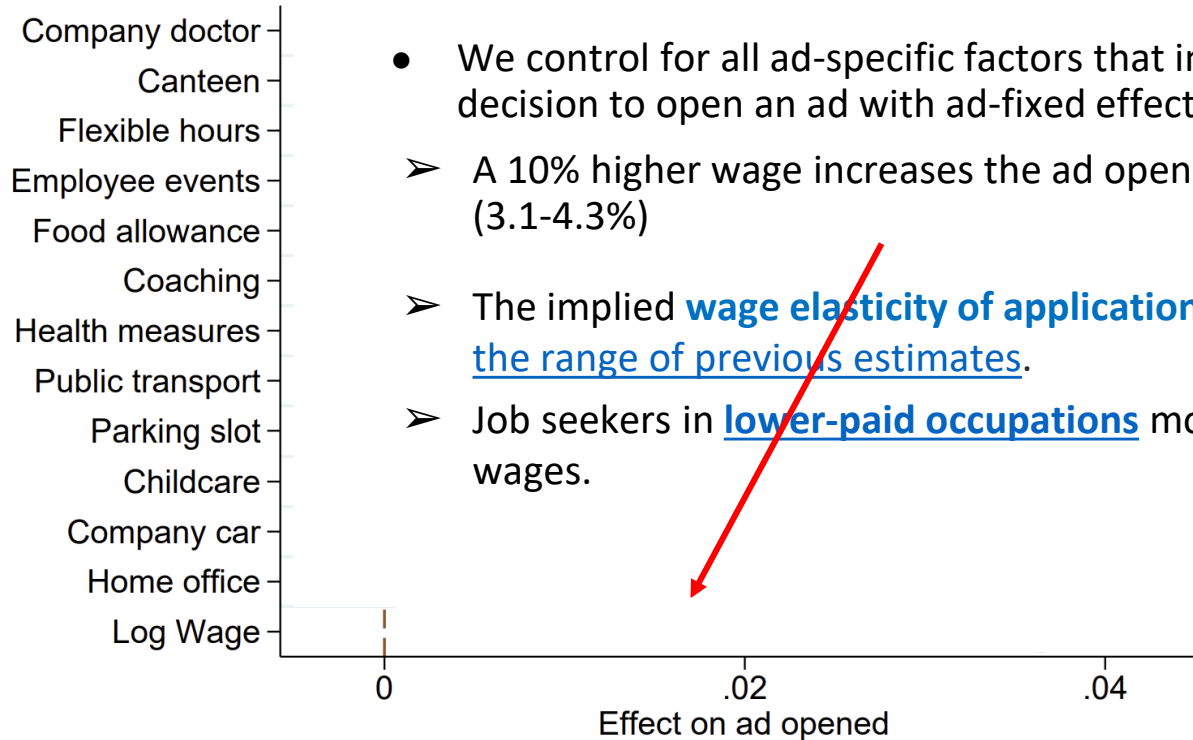 Company doctor
Canteen
Flexible hours
Employee events
Food allowance
Coaching
Health measures
Public transport
Parking slot
Childcare
Company car
Home office
Log Wage
• We control for all ad-specific factors that
decision to open an ad with ad-fixed
➢ A 10% higher wage increases the ad open
(3.1-4.3%)
➢ The implied wage elasticity of
the range of previous estimates.
➢ Job seekers in lower-paid occupations
wages.
0 .02 .04
Effect on ad opened